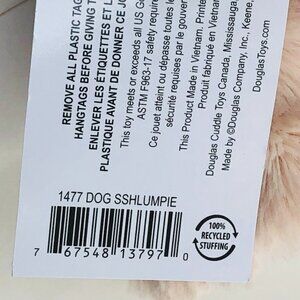 REMOVE ALL PLASTIC TAG
HANGTAGS BEFORE GIVING T
ENLEVER LES ÉTIQUETTES ET L
PLASTIQUE AVANT DE DONNER CE JO
This toy meets or exceeds all US Go
ASTM F963-17 safety require
Ce jouet atteint ou dépasse toutes le
sécurité requises par le gouver
This Product Made in Vietnam. Printe
Produit fabriqué en Vietnam.
Douglas Cuddle Toys Canada, Mississauga,
Made by ©Douglas Company, Inc., Keene,
DouglasToys.com
1477 DOG SSHLUMPIE
7 67548 13797 0
100%
RECYCLED
STUFFING